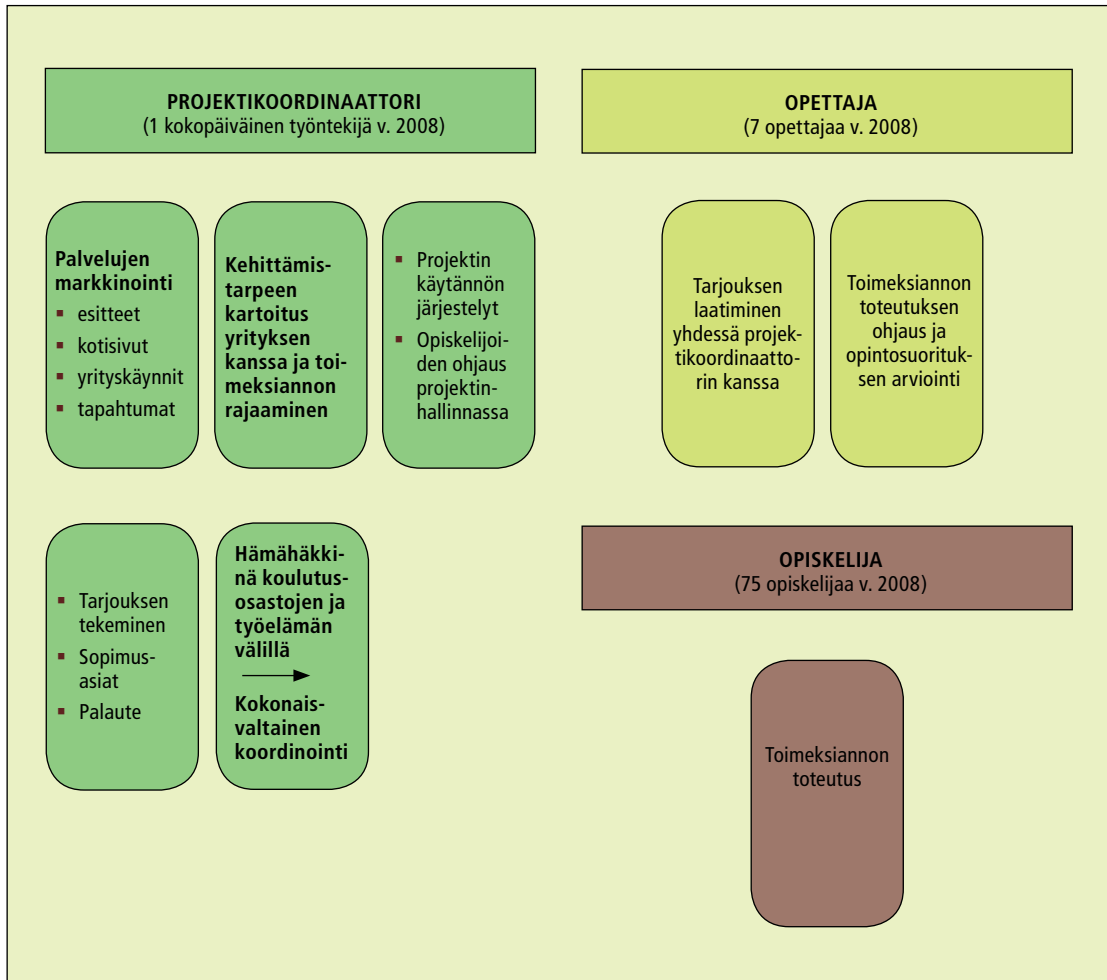 PROJEKTIKOORDINAATTORI
(1 kokopäiväinen työntekijä v. 2008)
Palvelujen
markkinointi
▪ esitteet
▪ kotisivut
▪ yrityskäynnit
▪ tapahtumat
Kehittämis-
tarpeen
kartoitus
yrityksen
kanssa ja toi-
meksiannon
rajaaminen
▪ Projektin
käytännön
järjestelyt
▪ Opiskelijoi-
den ohjaus
projektin-
hallinnassa
▪ Tarjouksen
tekeminen
▪ Sopimus-
asiat
▪ Palaute
Hämähäkki-
nä koulutus-
osastojen ja
työelämän
välillä
Kokonais-
valtainen
koordinointi
OPETTAJA
(7 opettajaa v. 2008)
Tarjouksen
laatiminen
yhdessä projek-
tikoordinaatto-
rin kanssa
Toimeksiannon
toteutuksen
ohjaus ja
opintosuorituk-
sen arviointi
OPISKELIJA
(75 opiskelijaa v. 2008)
Toimeksiannon
toteutus